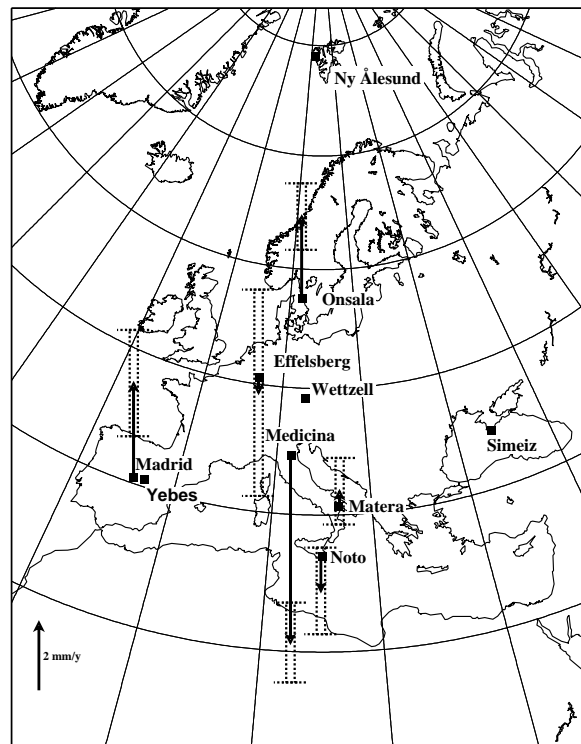 Ny Ålesund
Onsala
Effelsberg
Wettzell
Medicina
Simeiz
Madrid
Yebes
Matera
Noto
2 mm/y